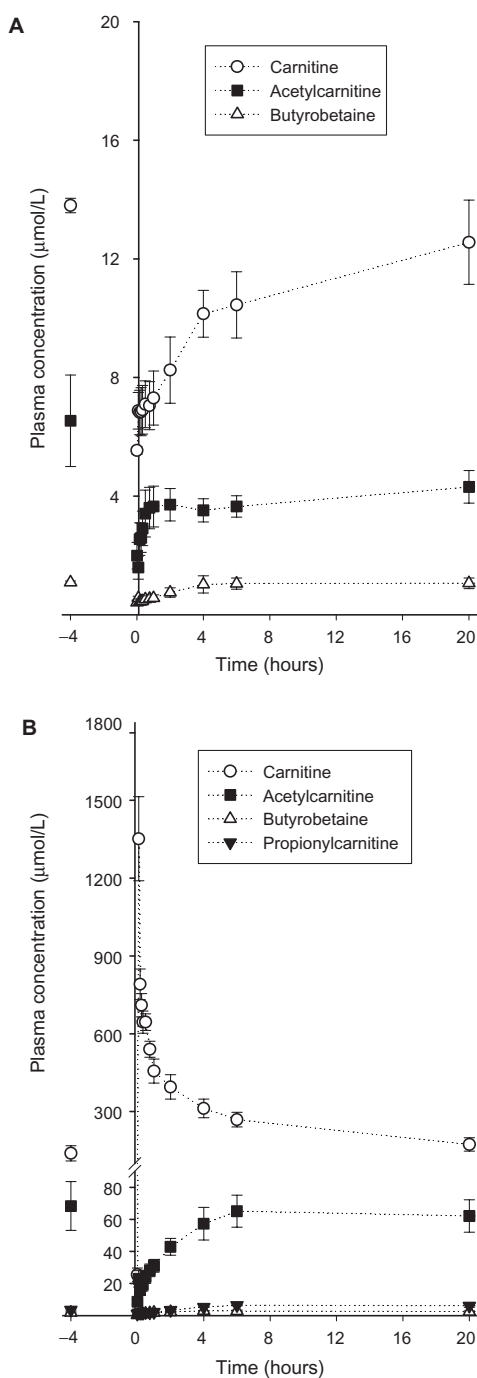 A
20
16
12
8
4
Plasma concentration (μmol/L)
Carnitine
Acetylcarnitine
Butyrobetaine
−4 0 4 8 12 16 20
Time (hours)
B
1800
1500
1200
900
600
300
80
60
40
20
Plasma concentration (μmol/L)
Carnitine
Acetylcarnitine
Butyrobetaine
Propionylcarnitine
−4 0 4 8 12 16 20
Time (hours)